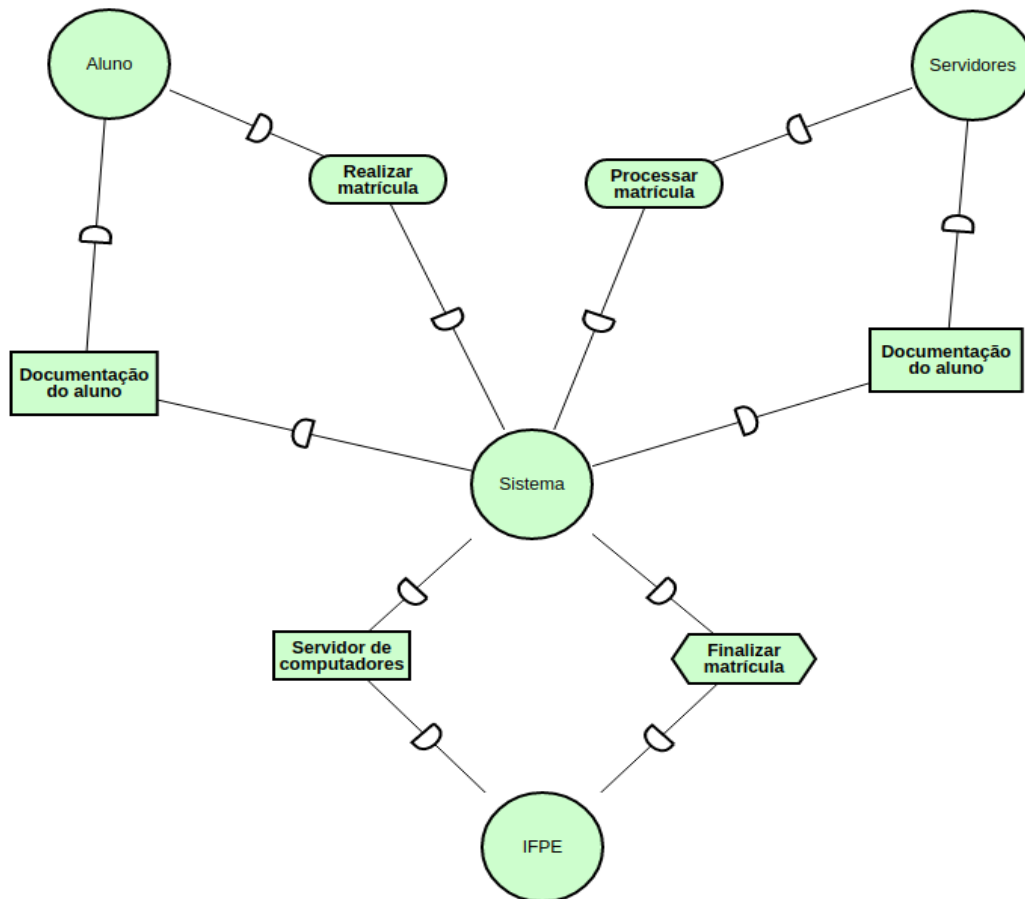 Aluno
Servidores
Realizar
matrícula
Processar
matrícula
Documentação
do aluno
Documentação
do aluno
Sistema
Servidor de
computadores
Finalizar
matrícula
IFPE